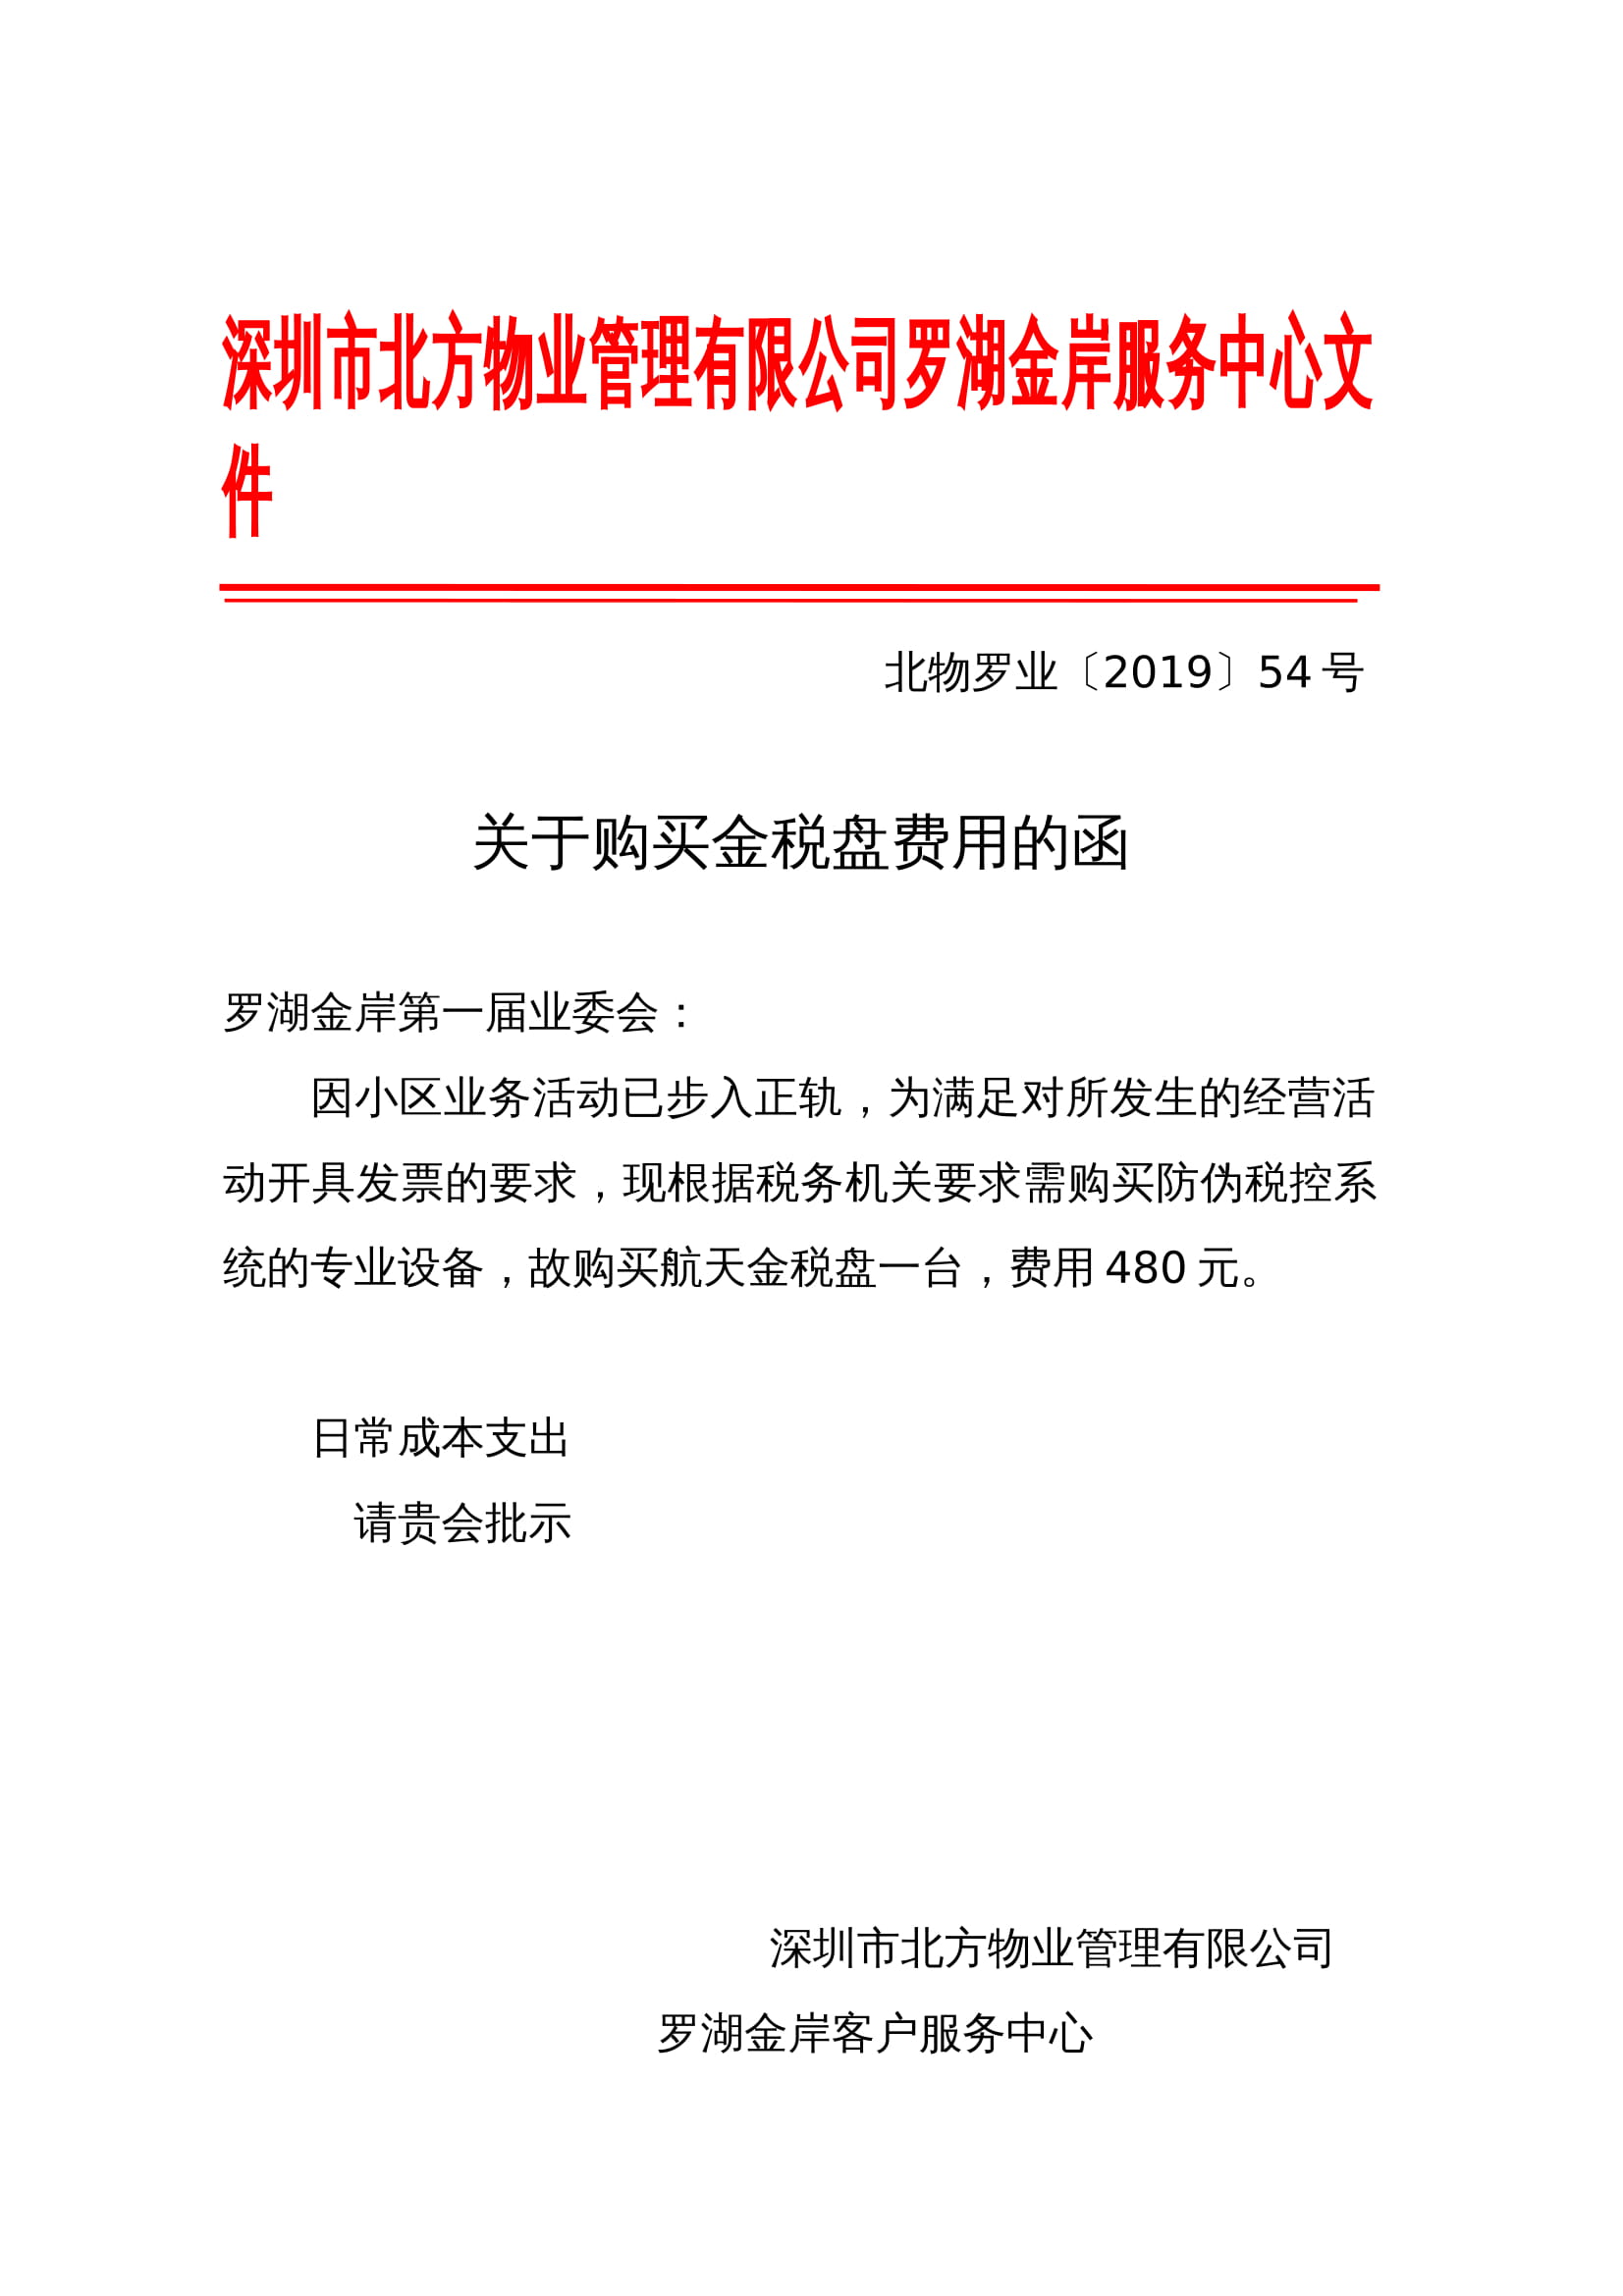 深圳市北方物业管理有限公司罗湖金岸服务中心文
件
北物罗业〔2019〕54 号
关于购买金税盘费用的函
罗湖金岸第一届业委会：
因小区业务活动已步入正轨，为满足对所发生的经营活
动开具发票的要求，现根据税务机关要求需购买防伪税控系
统的专业设备，故购买航天金税盘一台，费用 480 元。
日常成本支出
请贵会批示
深圳市北方物业管理有限公司
罗湖金岸客户服务中心